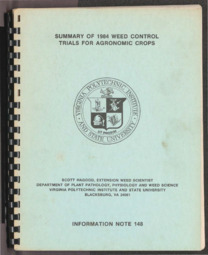 SUMMARY OF 1984 WEED CONTROL
TRIALS FOR AGRONOMIC CROPS
VIRGINIA POLYTECHNIC INSTITUTE
AND STATE UNIVERSITY
SCOTT HAGOOD, EXTENSION WEED SCIENTIST
DEPARTMENT OF PLANT PATHOLOGY, PHYSIOLOGY AND WEED SCIENCE
VIRGINIA POLYTECHNIC INSTITUTE AND STATE UNIVERSITY
BLACKSBURG, VA 24061
INFORMATION NOTE 148